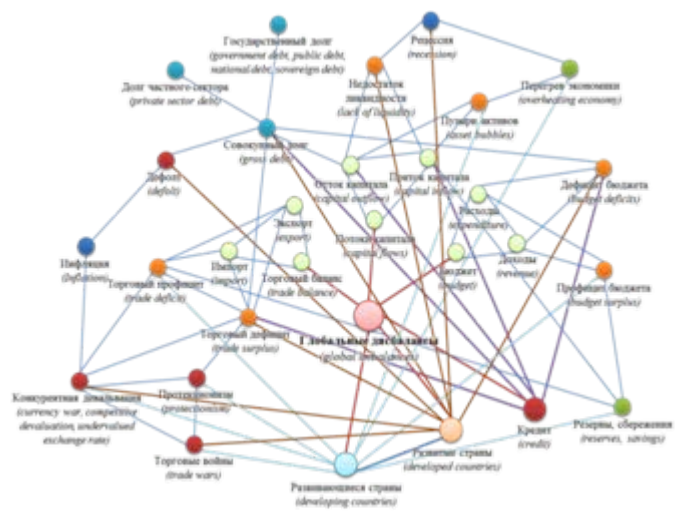 Государственный долг
(government debt, public debt,
national debt, sovereign debt)
Рецессия
(recession)
Долг частного сектора
(private sector debt)
Недостаток
ликвидности
(lack of liquidity)
Перегрев экономики
(overheating economy)
Пузыри активов
(asset bubbles)
Совокупный долг
(gross debt)
Дефолт
(defolt)
Отток капитала
(capital outflow)
Приток капитала
(capital inflow)
Дефицит бюджета
(budget deficits)
Расходы
(expenditure)
Экспорт
(export)
Потоки капитала
(capital flows)
Инфляция
(Inflation)
Торговый профицит
(trade deficit)
Импорт
(import)
Торговый баланс
(trade balance)
Бюджет
(budget)
Доходы
(revenue)
Профицит бюджета
(budget surplus)
Торговый дефицит
(trade surplus)
Глобальные дисбалансы
(global imbalances)
Конкурентная девальвация
(currency war, competitive
devaluation, undervalued
exchange rate)
Протекционизм
(protectionism)
Кредит
(credit)
Резервы, сбережения
(reserves, savings)
Торговые войны
(trade wars)
Развитые страны
(developed countries)
Развивающиеся страны
(developing countries)